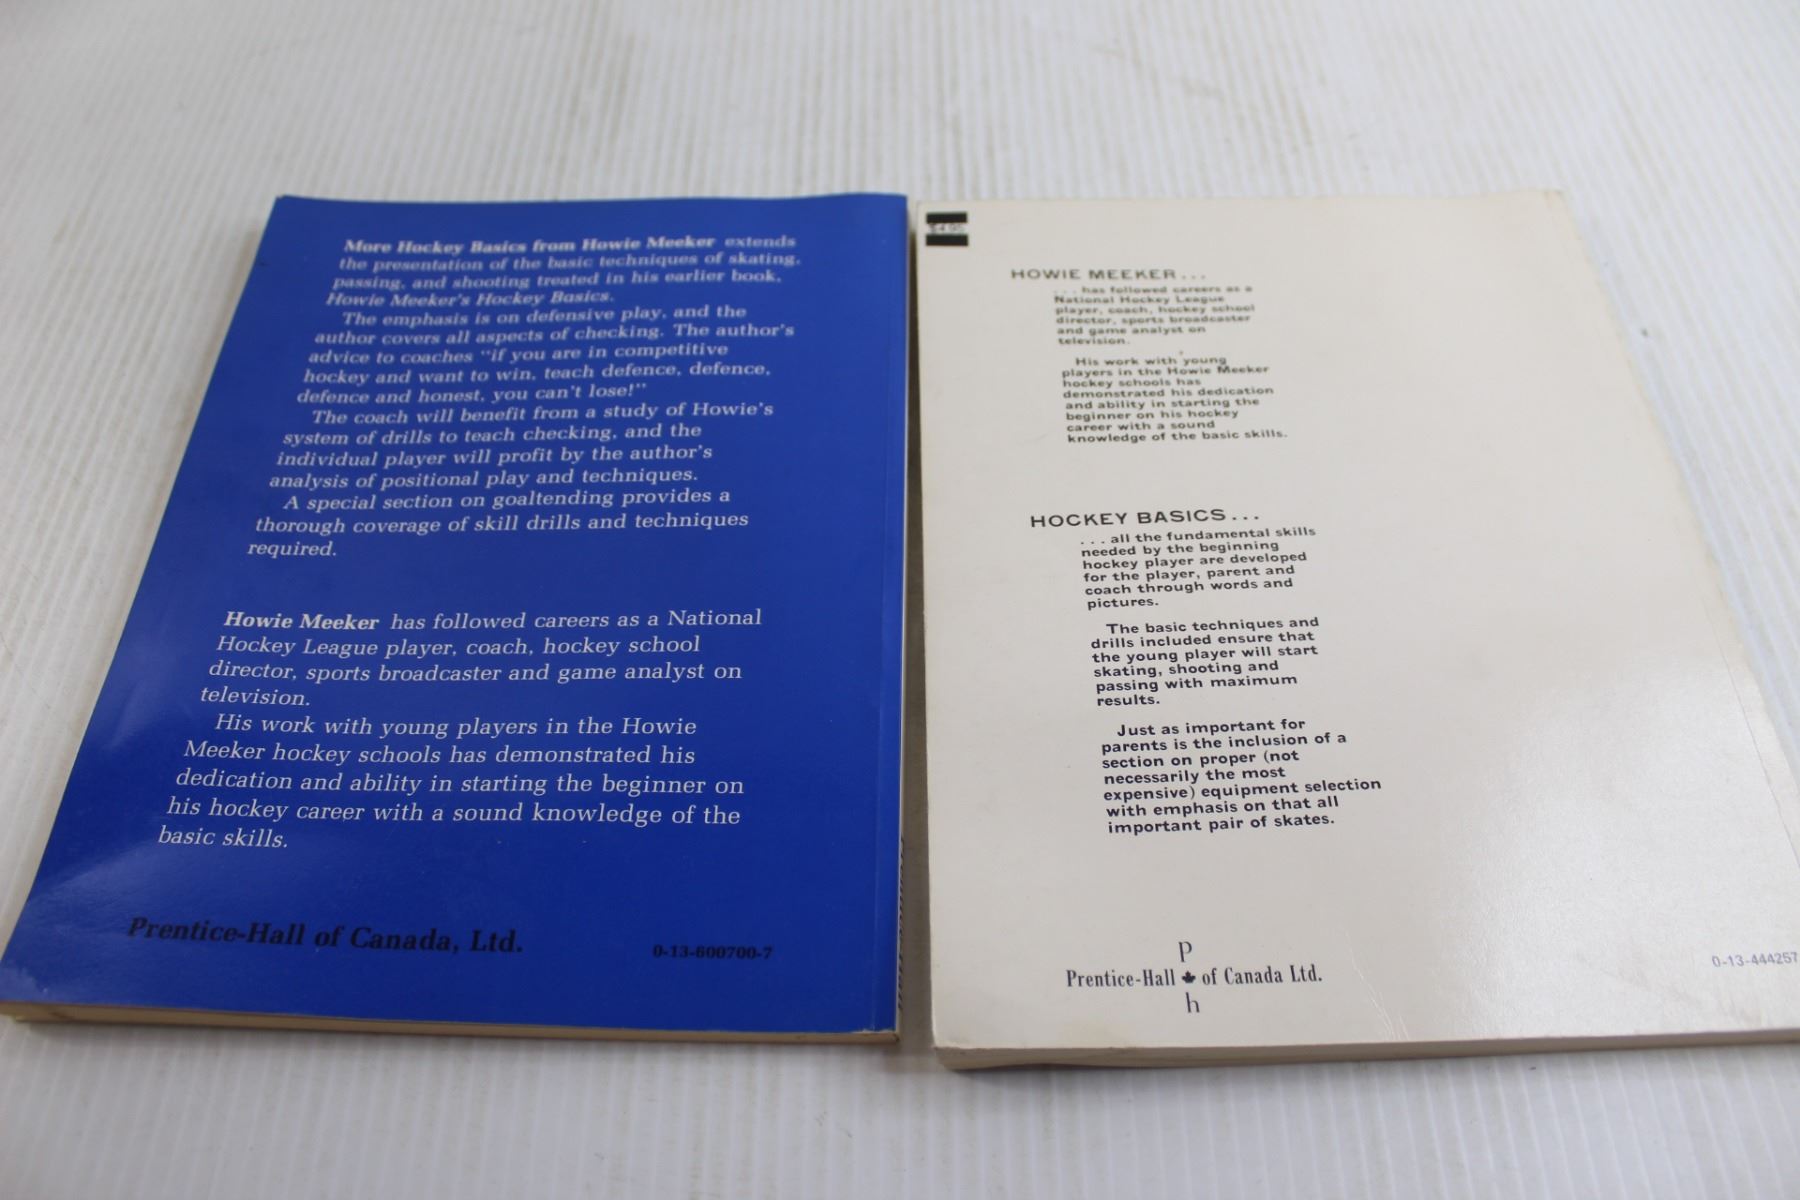 More Hockey Basics from Howie Meeker extends
the presentation of the basic techniques of skating,
passing, and shooting treated in his earlier book,
Howie Meeker's Hockey Basics.
The emphasis is on defensive play, and the
author covers all aspects of checking. The author's
advice to coaches "if you are in competitive
hockey and want to win, teach defence, defence,
defence and honest, you can't lose!"
The coach will benefit from a study of Howie's
system of drills to teach checking, and the
individual player will profit by the author's
analysis of positional play and techniques.
A special section on goaltending provides a
thorough coverage of skill drills and techniques
required.
Howie Meeker has followed careers as a National
Hockey League player, coach, hockey school
director, sports broadcaster and game analyst on
television.
His work with young players in the Howie
Meeker hockey schools has demonstrated his
dedication and ability in starting the beginner on
his hockey career with a sound knowledge of the
basic skills.
Prentice-Hall of Canada, Ltd.
0-13-600700-7
$4.95
HOWIE MEEKER...
...has followed careers as a
National Hockey League
player, coach, hockey school
director, sports broadcaster
and game analyst on
television.
His work with young
players in the Howie Meeker
hockey schools has
demonstrated his dedication
and ability in starting the
beginner on his hockey
career with a sound
knowledge of the basic skills.
HOCKEY BASICS...
...all the fundamental skills
needed by the beginning
hockey player are developed
for the player, parent and
coach through words and
pictures.
The basic techniques and
drills included ensure that
the young player will start
skating, shooting and
passing with maximum
results.
Just as important for
parents is the inclusion of a
section on proper (not
necessarily the most
expensive) equipment selection
with emphasis on that all
important pair of skates.
p
Prentice-Hall of Canada Ltd.
h
0-13-444257